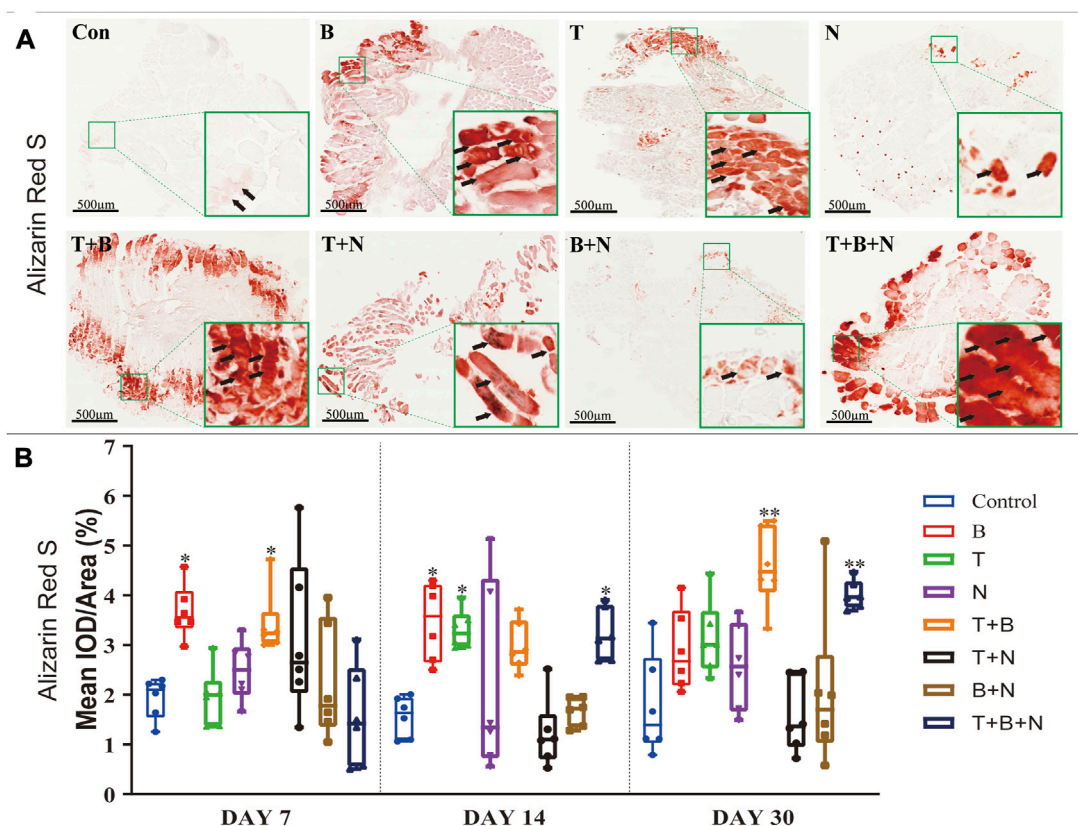 A
Alizarin Red S
Con
500μm
B
500μm
T
500μm
N
500μm
T+B
500μm
T+N
500μm
B+N
500μm
T+B+N
500μm
B
Alizarin Red S
Mean IOD/Area (%)
7
6
5
4
3
2
1
0
*
*
*
*
*
**
**
DAY 7
DAY 14
DAY 30
Control
B
T
N
T+B
T+N
B+N
T+B+N